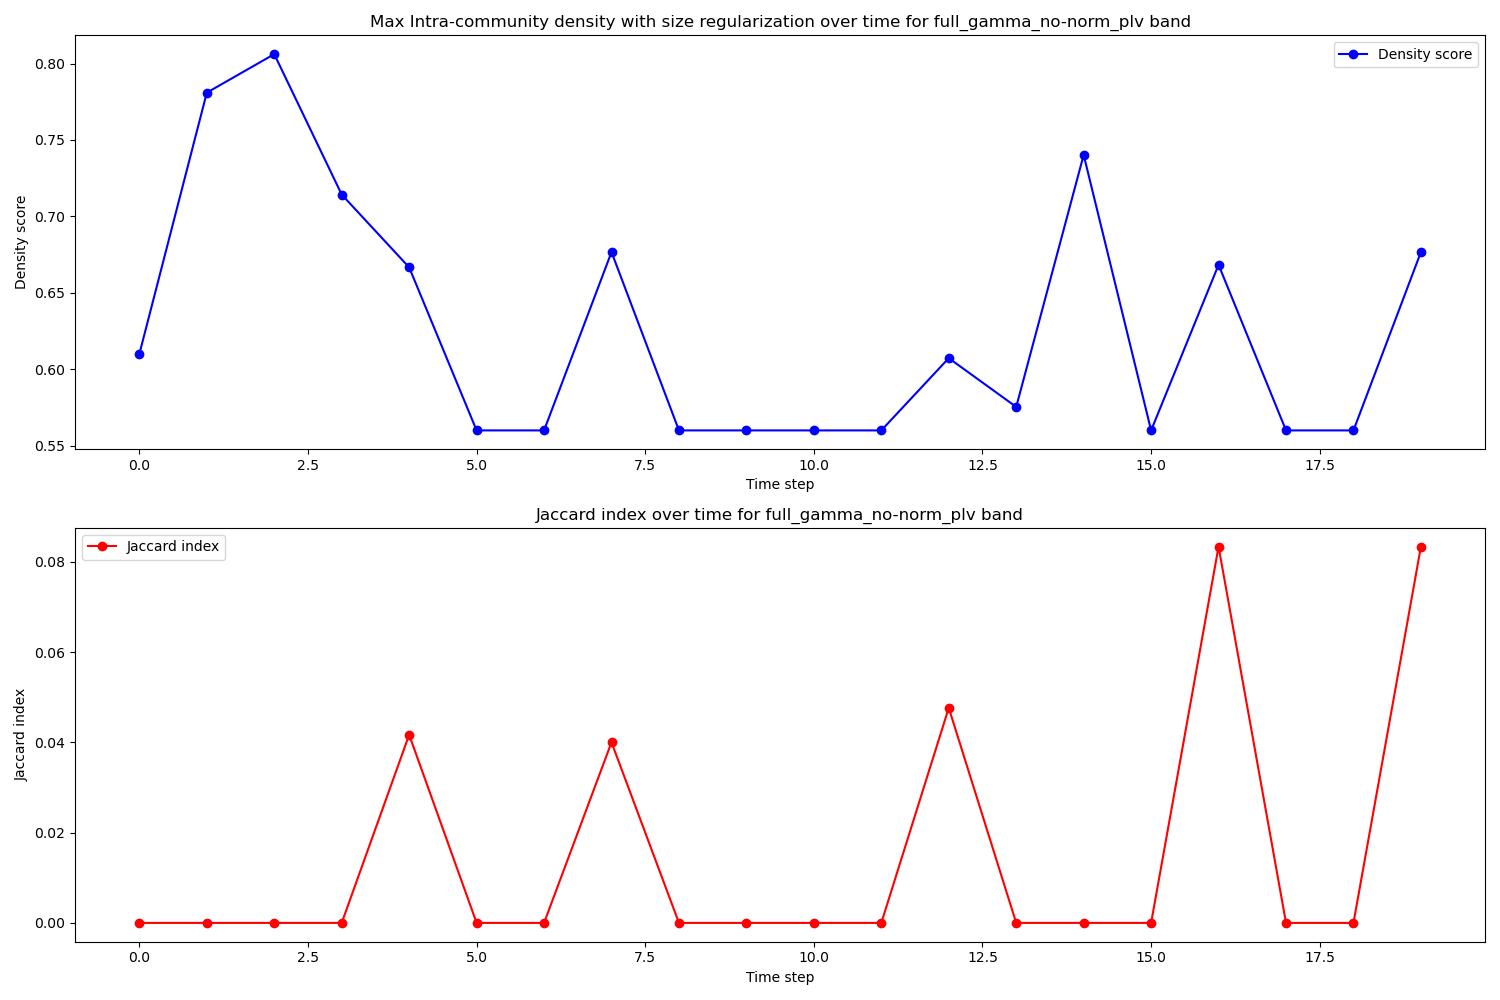 Max Intra-community density with size regularization over time for full_gamma_no-norm_plv band
Density score
Density score
0.80
0.75
0.70
0.65
0.60
0.55
0.0 2.5 5.0 7.5 10.0 12.5 15.0 17.5
Time step
Jaccard index over time for full_gamma_no-norm_plv band
Jaccard index
Jaccard index
0.08
0.06
0.04
0.02
0.00
0.0 2.5 5.0 7.5 10.0 12.5 15.0 17.5
Time step